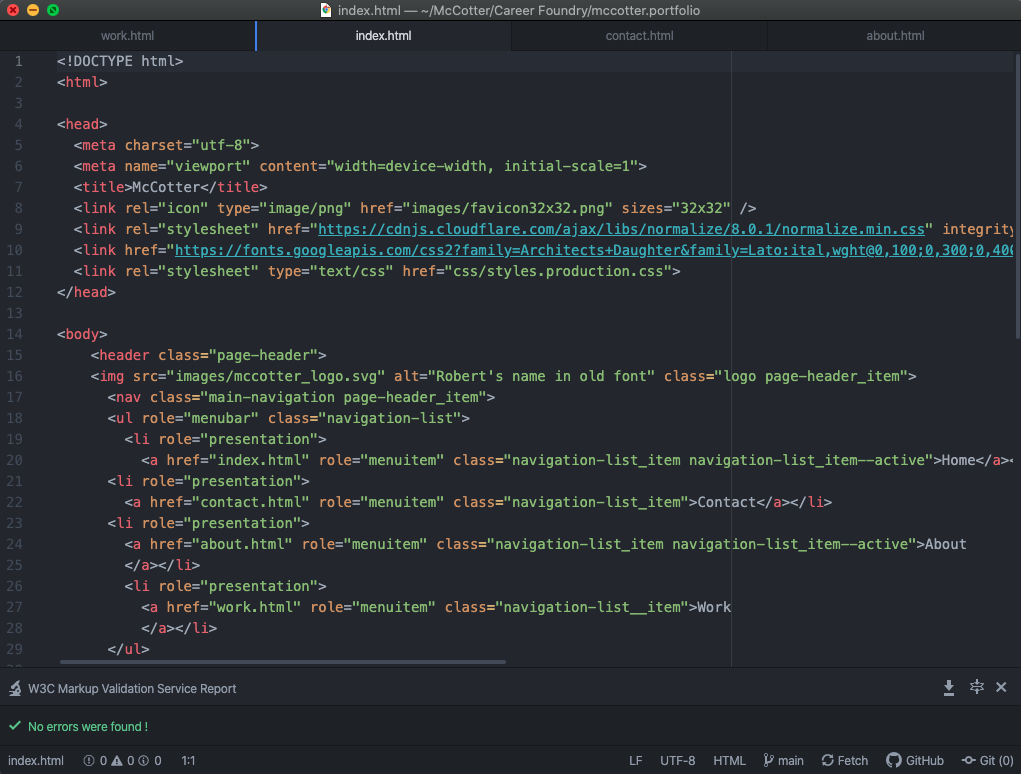 index.html — ~/McCotter/Career Foundry/mccotter.portfolio
work.html index.html contact.html about.html
1 <!DOCTYPE html>
2 <html>
3
4 <head>
5 <meta charset="utf-8">
6 <meta name="viewport" content="width=device-width, initial-scale=1">
7 <title>McCotter</title>
8 <link rel="icon" type="image/png" href="images/favicon32x32.png" sizes="32x32" />
9 <link rel="stylesheet" href="https://cdnjs.cloudflare.com/ajax/libs/normalize/8.0.1/normalize.min.css" integrity
10 <link href="https://fonts.googleapis.com/css2?family=Architects+Daughter&family=Lato:ital,wght@0,100;0,300;0,400
11 <link rel="stylesheet" type="text/css" href="css/styles.production.css">
12 </head>
13
14 <body>
15 <header class="page-header">
16 <img src="images/mccotter_logo.svg" alt="Robert's name in old font" class="logo page-header_item">
17 <nav class="main-navigation page-header_item">
18 <ul role="menubar" class="navigation-list">
19 <li role="presentation">
20 <a href="index.html" role="menuitem" class="navigation-list_item navigation-list_item--active">Home</a><
21 <li role="presentation">
22 <a href="contact.html" role="menuitem" class="navigation-list_item">Contact</a></li>
23 <li role="presentation">
24 <a href="about.html" role="menuitem" class="navigation-list_item navigation-list_item--active">About
25 </a></li>
26 <li role="presentation">
27 <a href="work.html" role="menuitem" class="navigation-list__item">Work
28 </a></li>
29 </ul>
W3C Markup Validation Service Report
No errors were found !
index.html 0 0 0 1:1 LF UTF-8 HTML main Fetch GitHub Git (0)